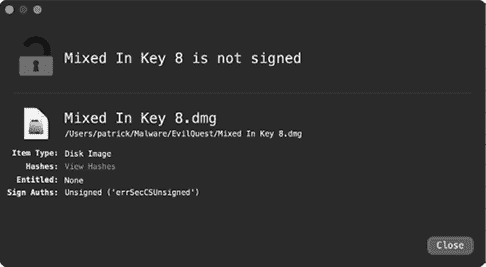 Mixed In Key 8 is not signed
Mixed In Key 8.dmg
/Users/patrick/Malware/EvilQuest/Mixed In Key 8.dmg
Item Type: Disk Image
Hashes: View Hashes
Entitled: None
Sign Auths: Unsigned ('errSecCSUnsigned')
Close